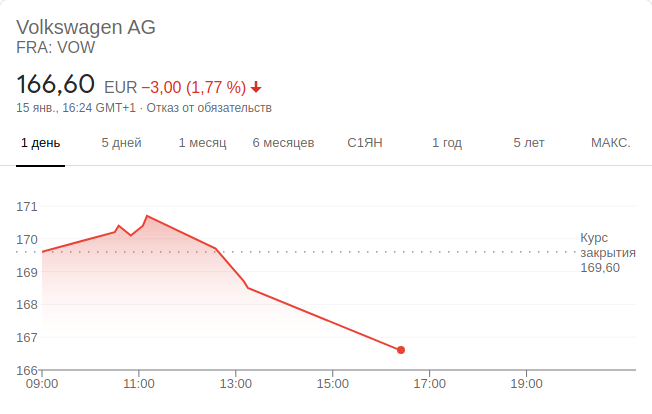 Volkswagen AG
FRA: VOW
166,60 EUR −3,00 (1,77 %)
15 янв., 16:24 GMT+1 · Отказ от обязательств
1 день 5 дней 1 месяц 6 месяцев С1ЯН 1 год 5 лет МАКС.
171
170
169
168
167
166
Курс
закрытия
169,60
09:00 11:00 13:00 15:00 17:00 19:00